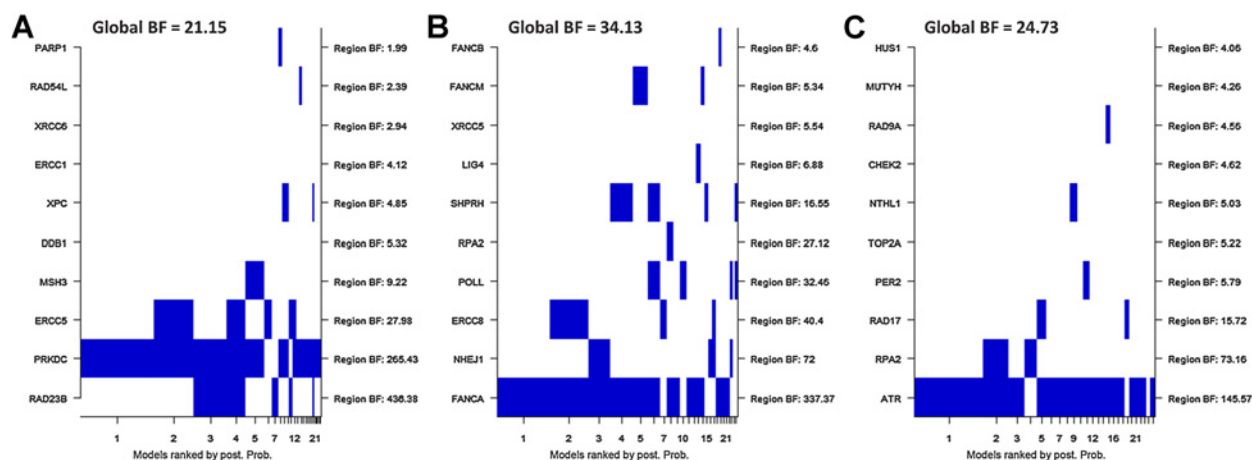 A
Global BF = 21.15
PARP1
Region BF: 1.99
RAD54L
Region BF: 2.39
XRCC6
Region BF: 2.94
ERCC1
Region BF: 4.12
XPC
Region BF: 4.85
DDB1
Region BF: 5.32
MSH3
Region BF: 9.22
ERCC5
Region BF: 27.98
PRKDC
Region BF: 265.43
RAD23B
Region BF: 436.38
1 2 3 4 5 7 12 21
Models ranked by post. Prob.
B
Global BF = 34.13
FANCB
Region BF: 4.6
FANCM
Region BF: 5.34
XRCC5
Region BF: 5.54
LIG4
Region BF: 6.88
SHPRH
Region BF: 16.55
RPA2
Region BF: 27.12
POLL
Region BF: 32.46
ERCC8
Region BF: 40.4
NHEJ1
Region BF: 72
FANCA
Region BF: 337.37
1 2 3 4 5 7 10 15 21
Models ranked by post. Prob.
C
Global BF = 24.73
HUS1
Region BF: 4.06
MUTYH
Region BF: 4.26
RAD9A
Region BF: 4.56
CHEK2
Region BF: 4.62
NTHL1
Region BF: 5.03
TOP2A
Region BF: 5.22
PER2
Region BF: 5.79
RAD17
Region BF: 15.72
RPA2
Region BF: 73.16
ATR
Region BF: 145.57
1 2 3 5 7 9 12 16 21
Models ranked by post. Prob.